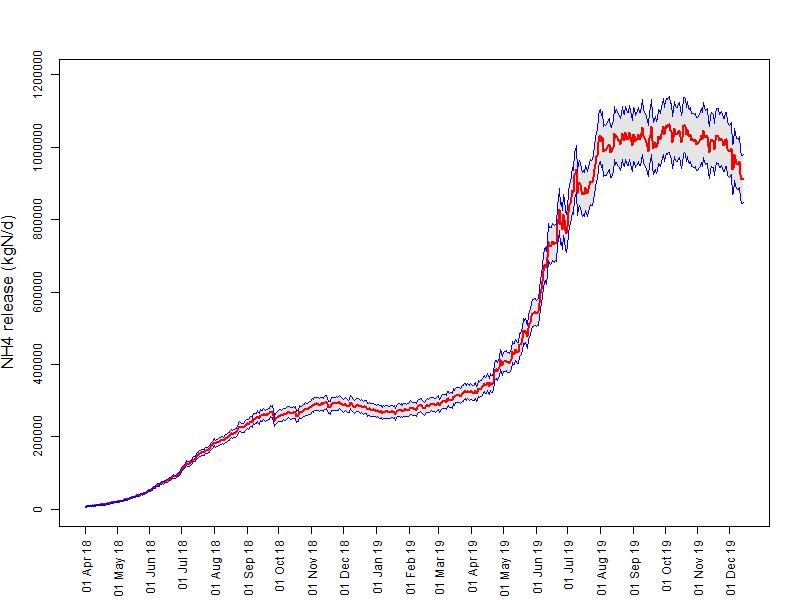 NH4 release (kgN/d)
1200000
1000000
800000
600000
400000
200000
0
01 Apr 18
01 May 18
01 Jun 18
01 Jul 18
01 Aug 18
01 Sep 18
01 Oct 18
01 Nov 18
01 Dec 18
01 Jan 19
01 Feb 19
01 Mar 19
01 Apr 19
01 May 19
01 Jun 19
01 Jul 19
01 Aug 19
01 Sep 19
01 Oct 19
01 Nov 19
01 Dec 19